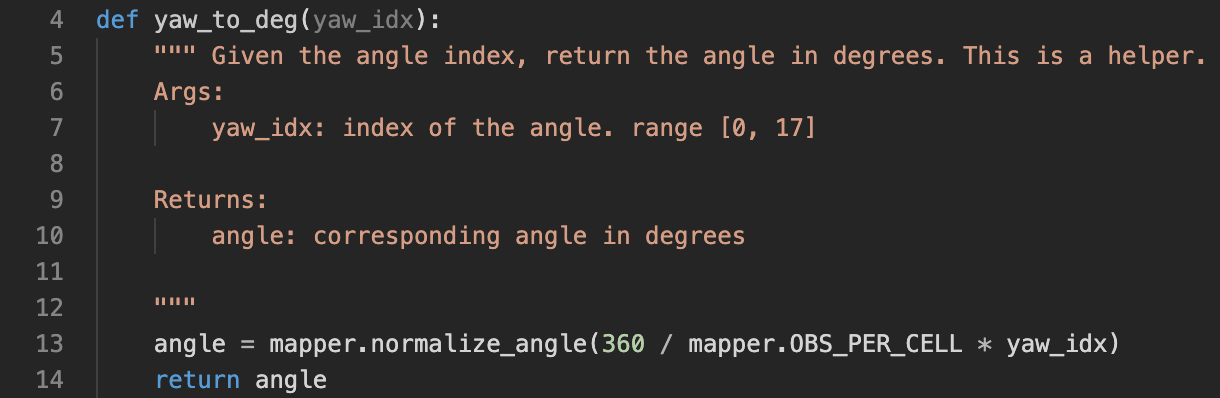 4 def yaw_to_deg(yaw_idx):
5 """ Given the angle index, return the angle in degrees. This is a helper.
6 Args:
7 yaw_idx: index of the angle. range [0, 17]
8
9 Returns:
10 angle: corresponding angle in degrees
11
12 """
13 angle = mapper.normalize_angle(360 / mapper.OBS_PER_CELL * yaw_idx)
14 return angle